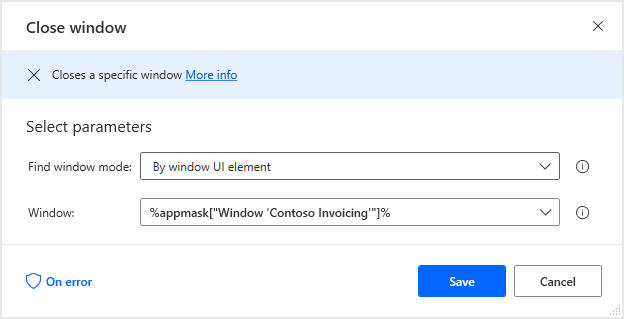 Close window
Closes a specific window More info
Select parameters
Find window mode: By window UI element
Window: %appmask["Window 'Contoso Invoicing'"]%
On error Save Cancel